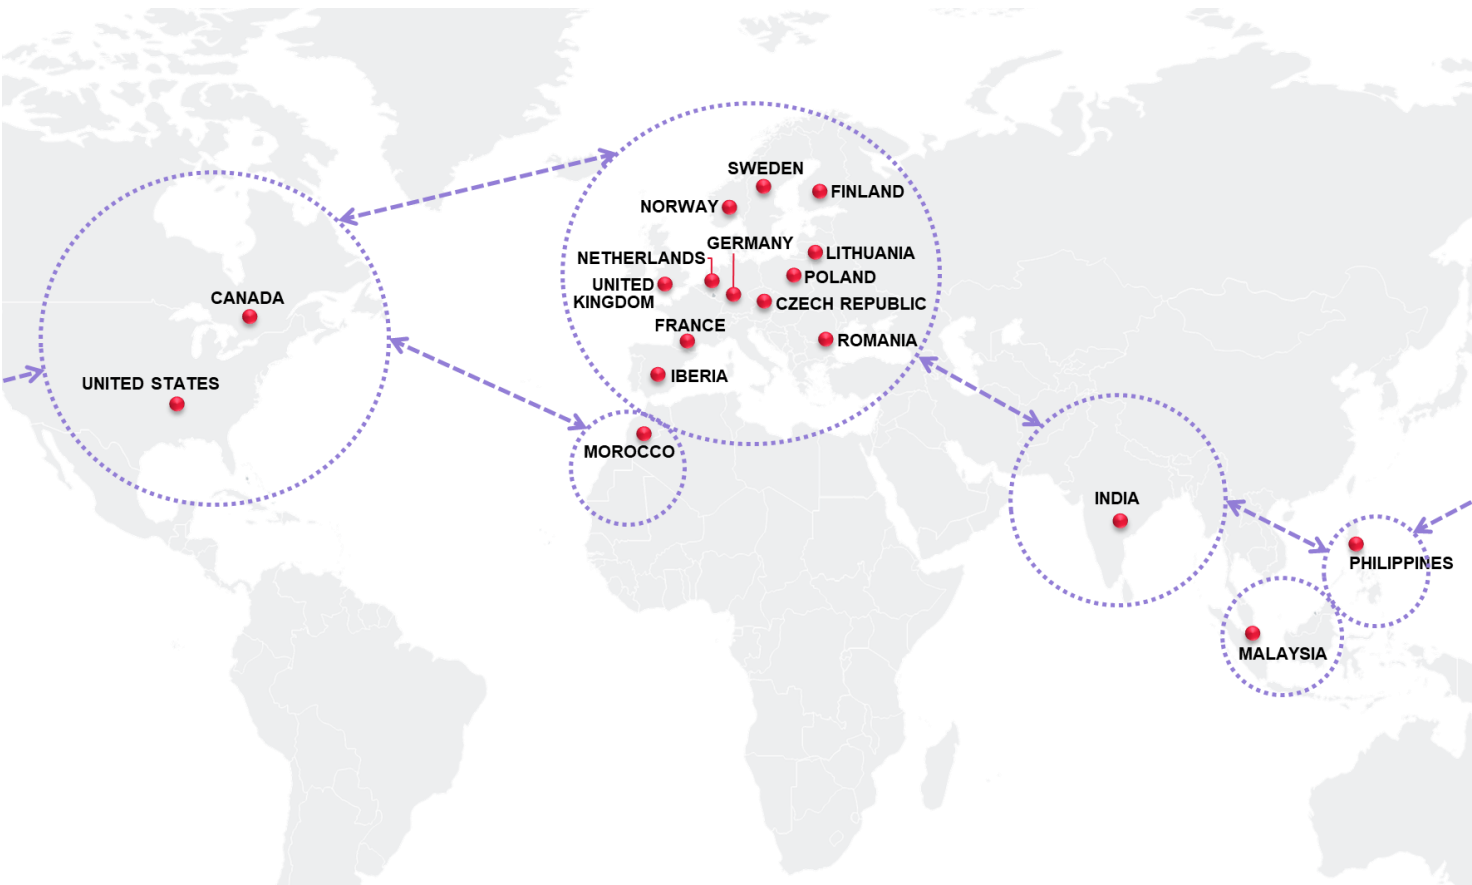 SWEDEN
FINLAND
NORWAY
GERMANY
NETHERLANDS
LITHUANIA
POLAND
UNITED
KINGDOM
CZECH REPUBLIC
CANADA
FRANCE
ROMANIA
UNITED STATES
IBERIA
MOROCCO
INDIA
PHILIPPINES
MALAYSIA